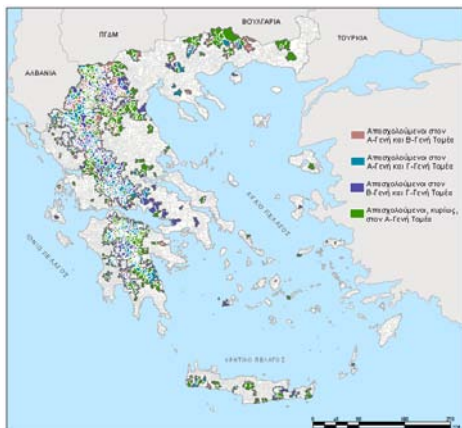 ΒΟΥΛΓΑΡΙΑ
ΠΓΔΜ
ΤΟΥΡΚΙΑ
ΑΛΒΑΝΙΑ
Απασχολούμενοι στον
Α-Γενή και Β-Γενή Τομέα
Απασχολούμενοι στον
Α-Γενή και Γ-Γενή Τομέα
Απασχολούμενοι στον
Β-Γενή και Γ-Γενή Τομέα
Απασχολούμενοι, κυρίως,
στον Α-Γενή Τομέα
ΑΙΓΑΙΟ ΠΕΛΑΓΟΣ
ΙΟΝΙΟ ΠΕΛΑΓΟΣ
ΠΕΛΑΓΟΣ
0